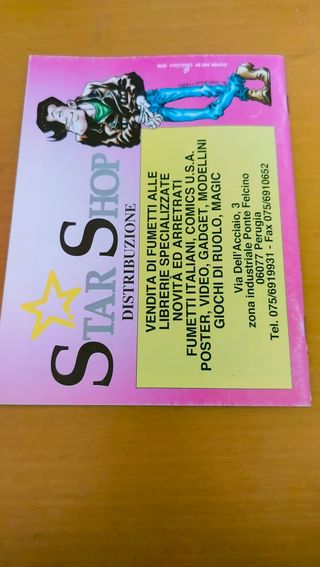 STAR SHOP
DISTRIBUZIONE
VENDITA DI FUMETTI ALLE
LIBRERIE SPECIALIZZATE
NOVITÀ ED ARRETRATI
FUMETTI ITALIANI, COMICS U.S.A.
POSTER, VIDEO, GADGET, MODELLINI
GIOCHI DI RUOLO, MAGIC
Via Dell'Acciaio, 3
zona industriale Ponte Felcino
06077 Perugia
Tel. 075/6919931 - Fax 075/6910652